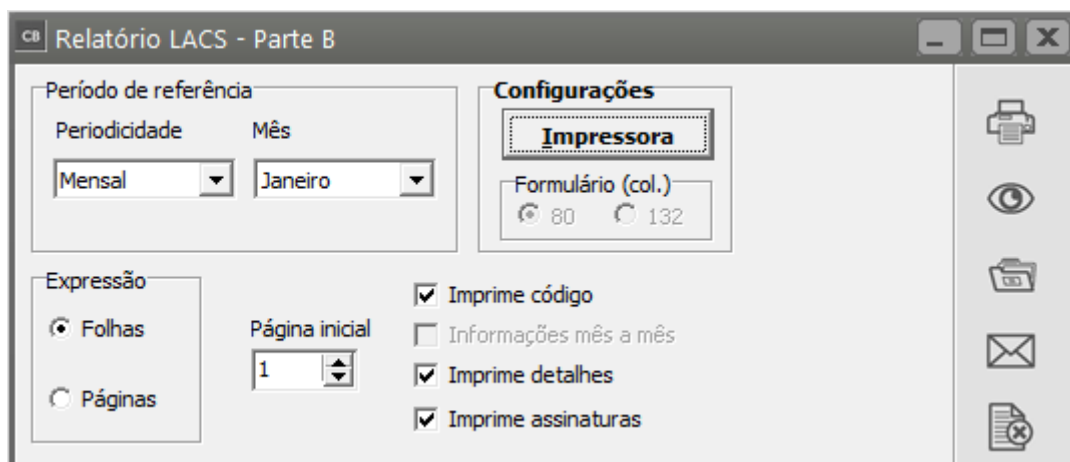 CB Relatório LACS - Parte B
Período de referência
Periodicidade Mês
Mensal Janeiro
Configurações
Impressora
Formulário (col.)
80 132
Expressão
Folhas
Páginas
Página inicial
1
Imprime código
Informações mês a mês
Imprime detalhes
Imprime assinaturas